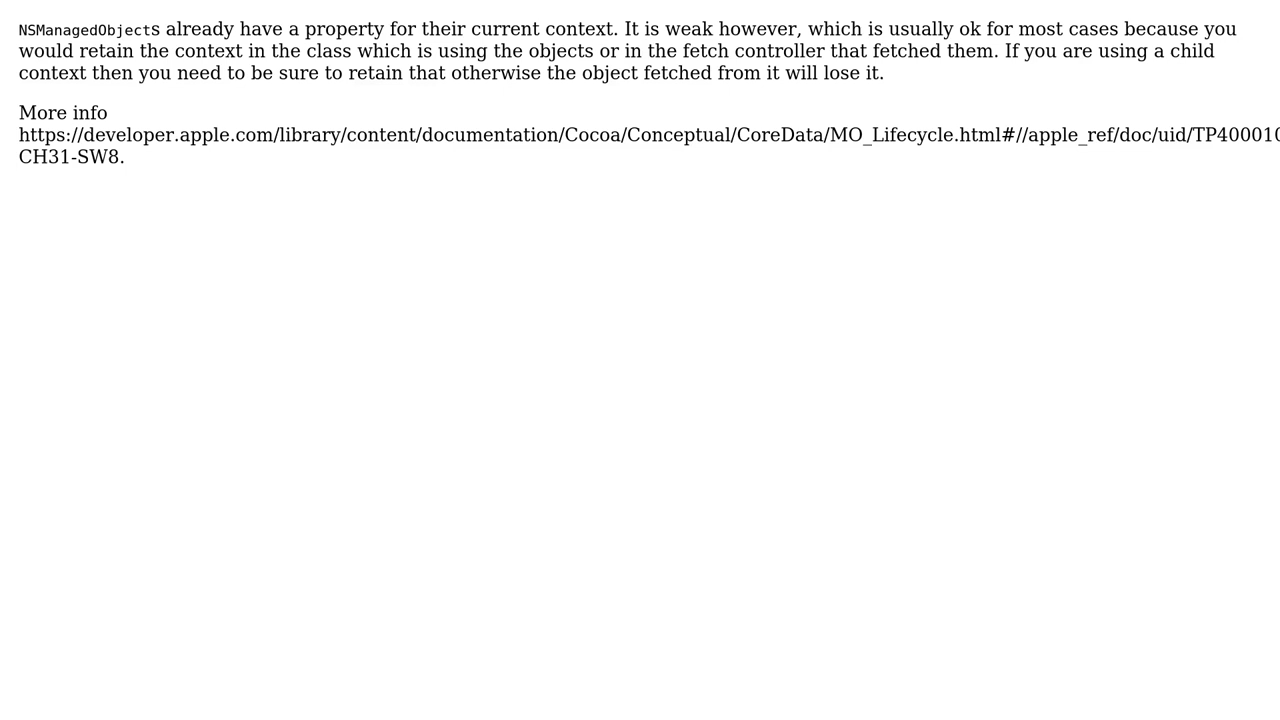 NSManagedObjects already have a property for their current context. It is weak however, which is usually ok for most cases because you
would retain the context in the class which is using the objects or in the fetch controller that fetched them. If you are using a child
context then you need to be sure to retain that otherwise the object fetched from it will lose it.
More info
https://developer.apple.com/library/content/documentation/Cocoa/Conceptual/CoreData/MO_Lifecycle.html#//apple_ref/doc/uid/TP400010
CH31-SW8.